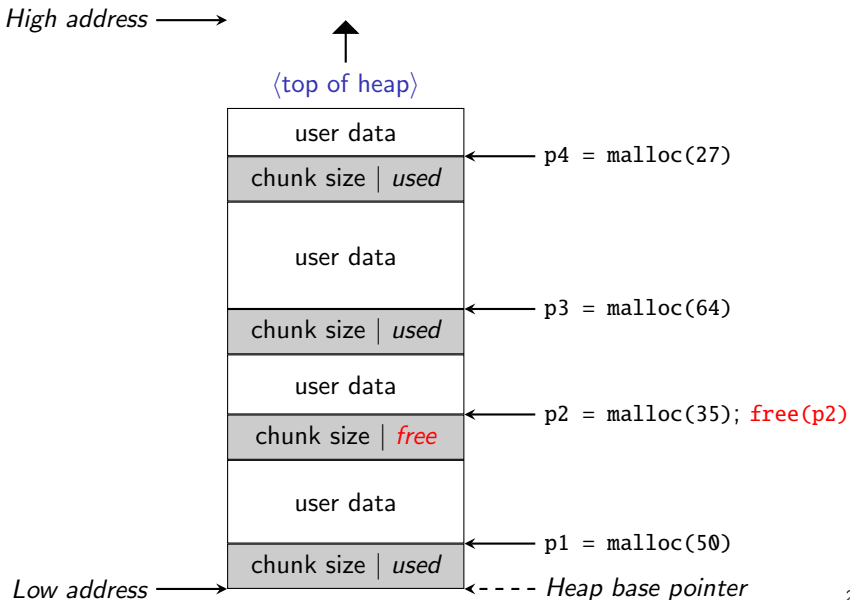 High address
⟨top of heap⟩
user data
p4 = malloc(27)
chunk size | used
user data
p3 = malloc(64)
chunk size | used
user data
p2 = malloc(35); free(p2)
chunk size | free
user data
p1 = malloc(50)
chunk size | used
Low address
Heap base pointer